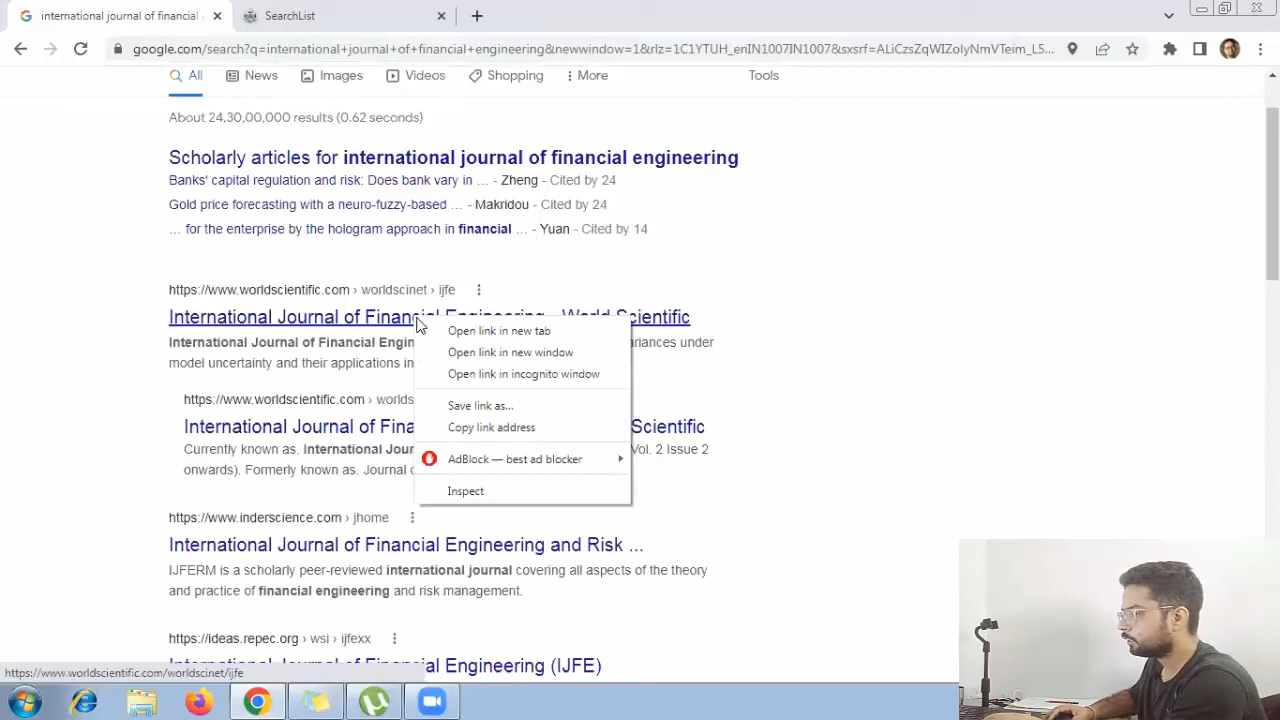 international journal of financial
SearchList
google.com/search?q=international+journal+of+financial+engineering&newwindow=1&rlz=1C1YTUH_enIN1007IN1007&sxsrf=ALiCzsZqWIZolyNmVTeim_L5...
All
News
Images
Videos
Shopping
More
Tools
About 24,30,00,000 results (0.62 seconds)
Scholarly articles for international journal of financial engineering
Banks' capital regulation and risk: Does bank vary in ... - Zheng - Cited by 24
Gold price forecasting with a neuro-fuzzy-based ... - Makridou - Cited by 24
... for the enterprise by the hologram approach in financial ... - Yuan - Cited by 14
https://www.worldscientific.com › worldscinet › ijfe
International Journal of Financial Engineering - World Scientific
International Journal of Financial Engin
ariances under
model uncertainty and their applications in
https://www.worldscientific.com › worlds
International Journal of Fina
Scientific
Currently known as. International Jour
Vol. 2 Issue 2
onwards). Formerly known as. Journal o
Open link in new tab
Open link in new window
Open link in incognito window
Save link as...
Copy link address
AdBlock — best ad blocker
Inspect
https://www.inderscience.com › jhome
International Journal of Financial Engineering and Risk ...
IJFERM is a scholarly peer-reviewed international journal covering all aspects of the theory
and practice of financial engineering and risk management.
https://ideas.repec.org › wsi › ijfexx
International Journal of Financial Engineering (IJFE)
https://www.worldscientific.com/worldscinet/ijfe